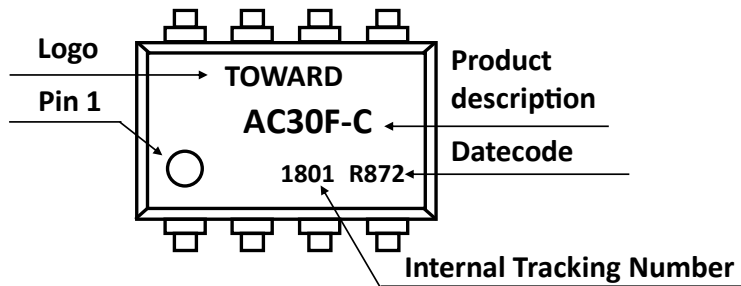 Logo
TOWARD
Product
description
Pin 1
AC30F-C
Datecode
1801 R872
Internal Tracking Number